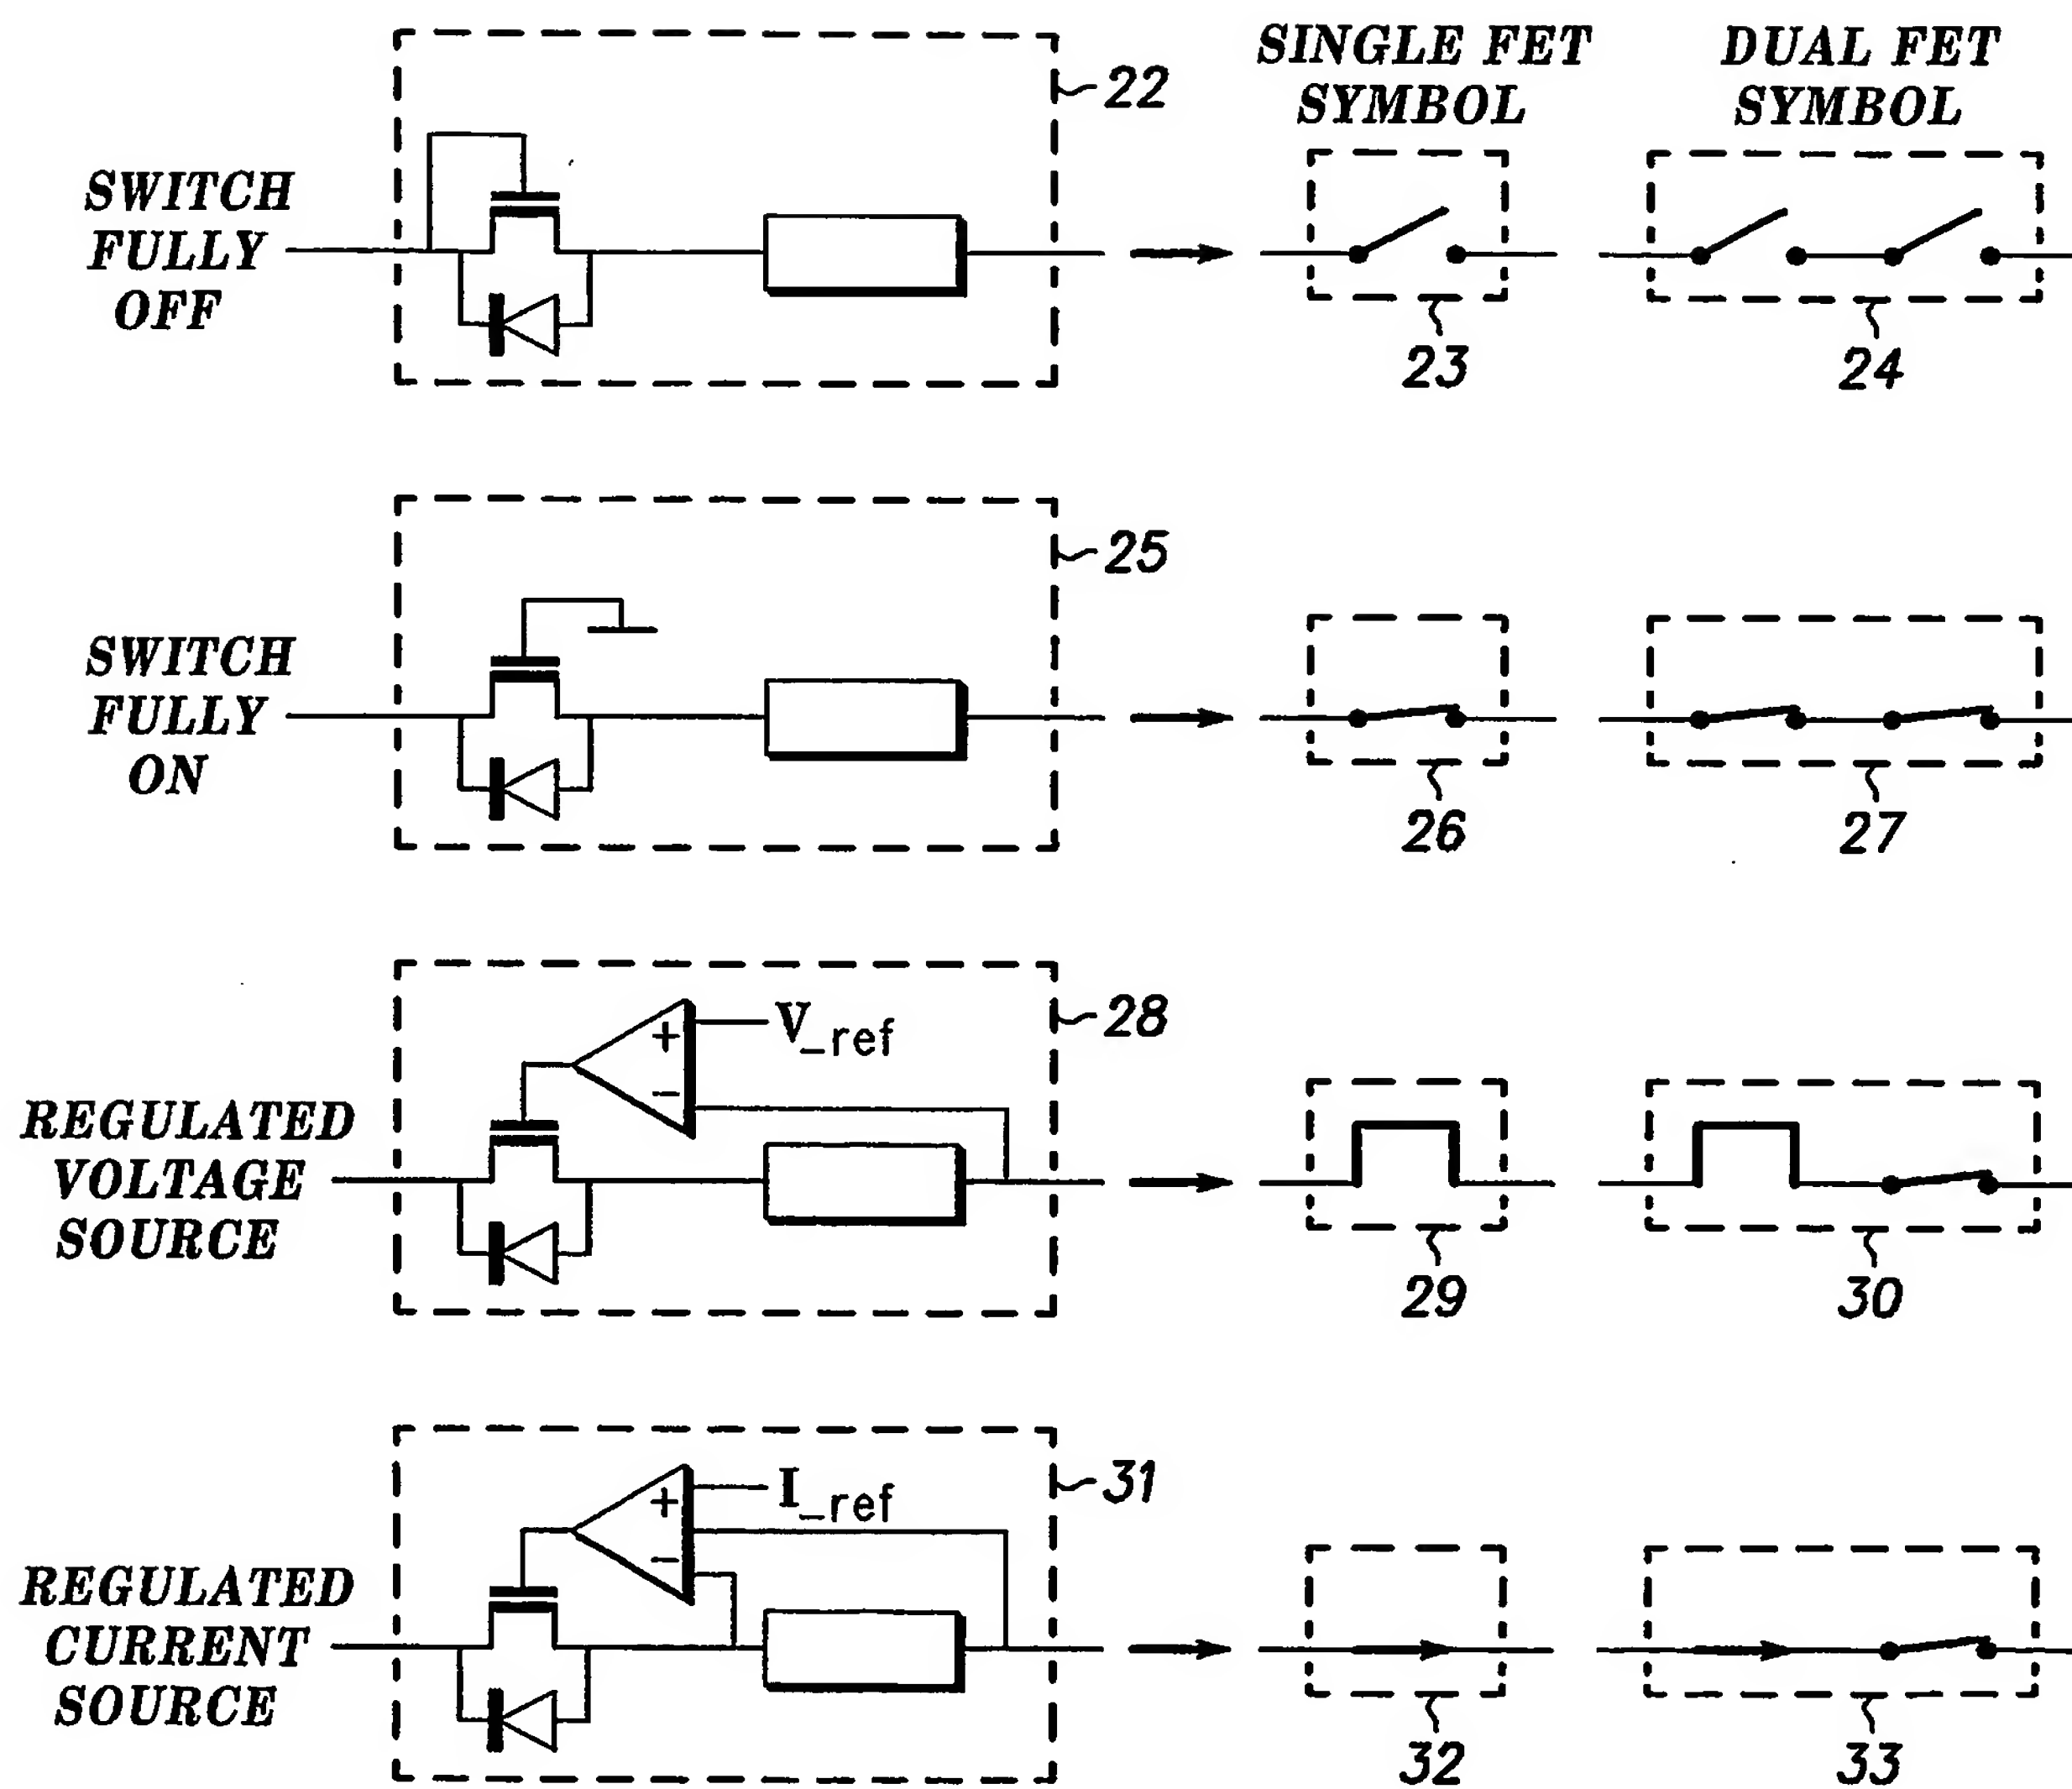 SINGLE FET
SYMBOL
DUAL FET
SYMBOL
SWITCH
FULLY
OFF
22
23
24
SWITCH
FULLY
ON
25
26
27
REGULATED
VOLTAGE
SOURCE
+
V_ref
−
28
29
30
REGULATED
CURRENT
SOURCE
+
I_ref
−
31
32
33